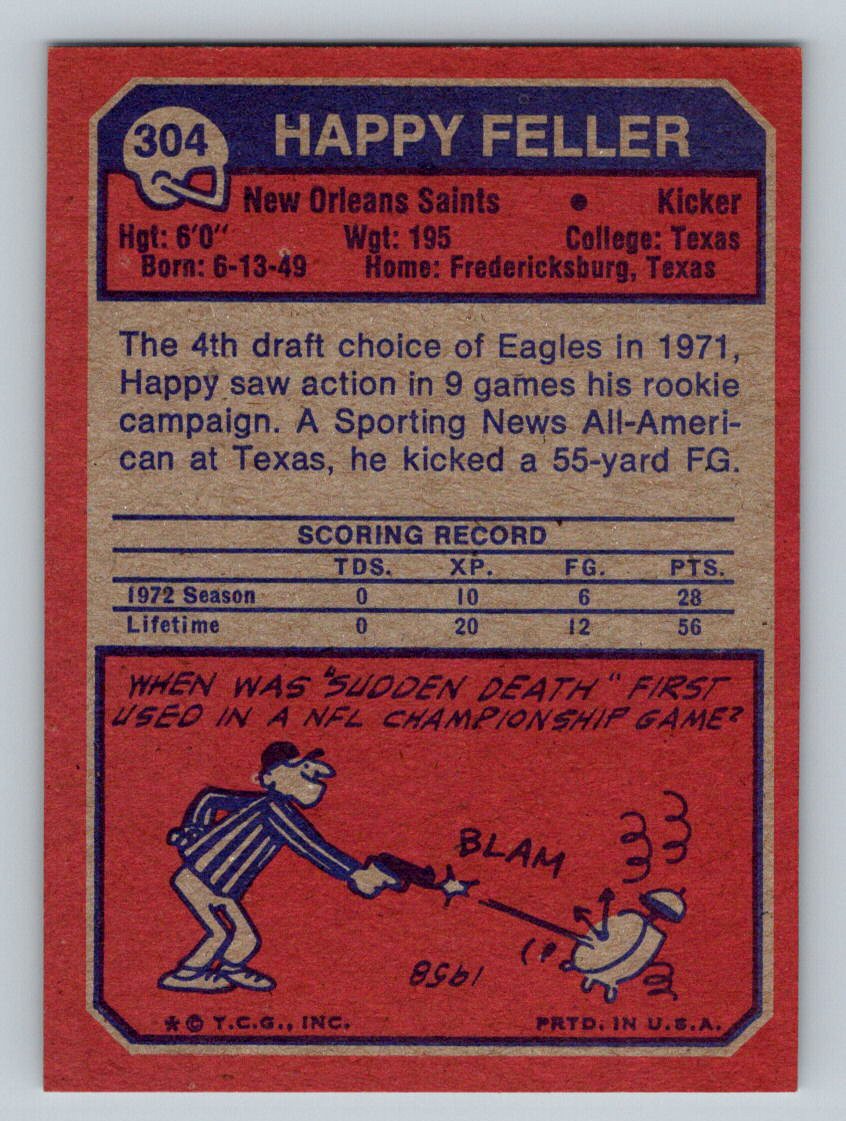 304 HAPPY FELLER
New Orleans Saints • Kicker
Hgt: 6'0" Wgt: 195 College: Texas
Born: 6-13-49 Home: Fredericksburg, Texas
The 4th draft choice of Eagles in 1971,
Happy saw action in 9 games his rookie
campaign. A Sporting News All-Ameri-
can at Texas, he kicked a 55-yard FG.
SCORING RECORD
TDS. XP. FG. PTS.
1972 Season 0 10 6 28
Lifetime 0 20 12 56
WHEN WAS "SUDDEN DEATH" FIRST
USED IN A NFL CHAMPIONSHIP GAME?
BLAM
1958
* © T.C.G., INC. PRTD. IN U.S.A.